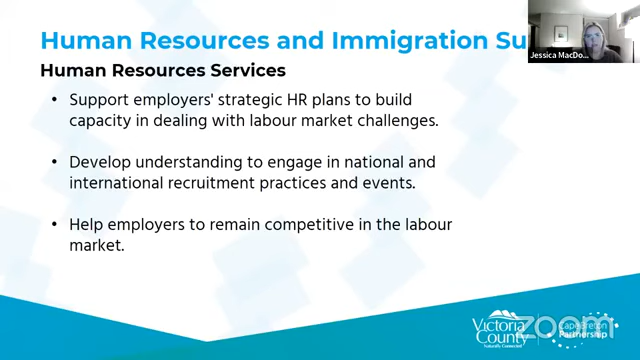 Human Resources and Immigration Su
Jessica MacDo...
Human Resources Services
• Support employers' strategic HR plans to build
capacity in dealing with labour market challenges.
• Develop understanding to engage in national and
international recruitment practices and events.
• Help employers to remain competitive in the labour
market.
Victoria
County
Naturally Connected
Cape Breton
Partnership
zoom